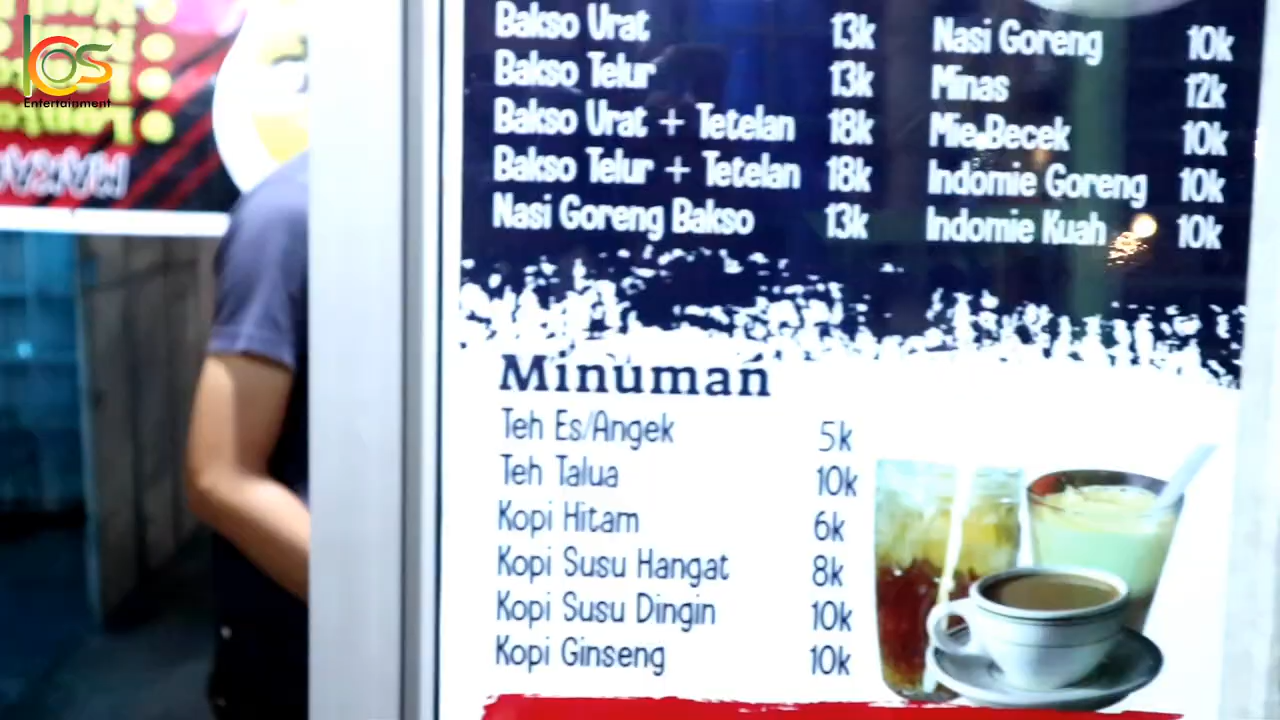 Kos
Entertainment
Bakso Urat 13k
Bakso Telur 13k
Bakso Urat + Tetelan 18k
Bakso Telur + Tetelan 18k
Nasi Goreng Bakso 13k
Nasi Goreng 10k
Minas 12k
Mie Becek 10k
Indomie Goreng 10k
Indomie Kuah 10k
Minuman
Teh Es/Angek 5k
Teh Talua 10k
Kopi Hitam 6k
Kopi Susu Hangat 8k
Kopi Susu Dingin 10k
Kopi Ginseng 10k